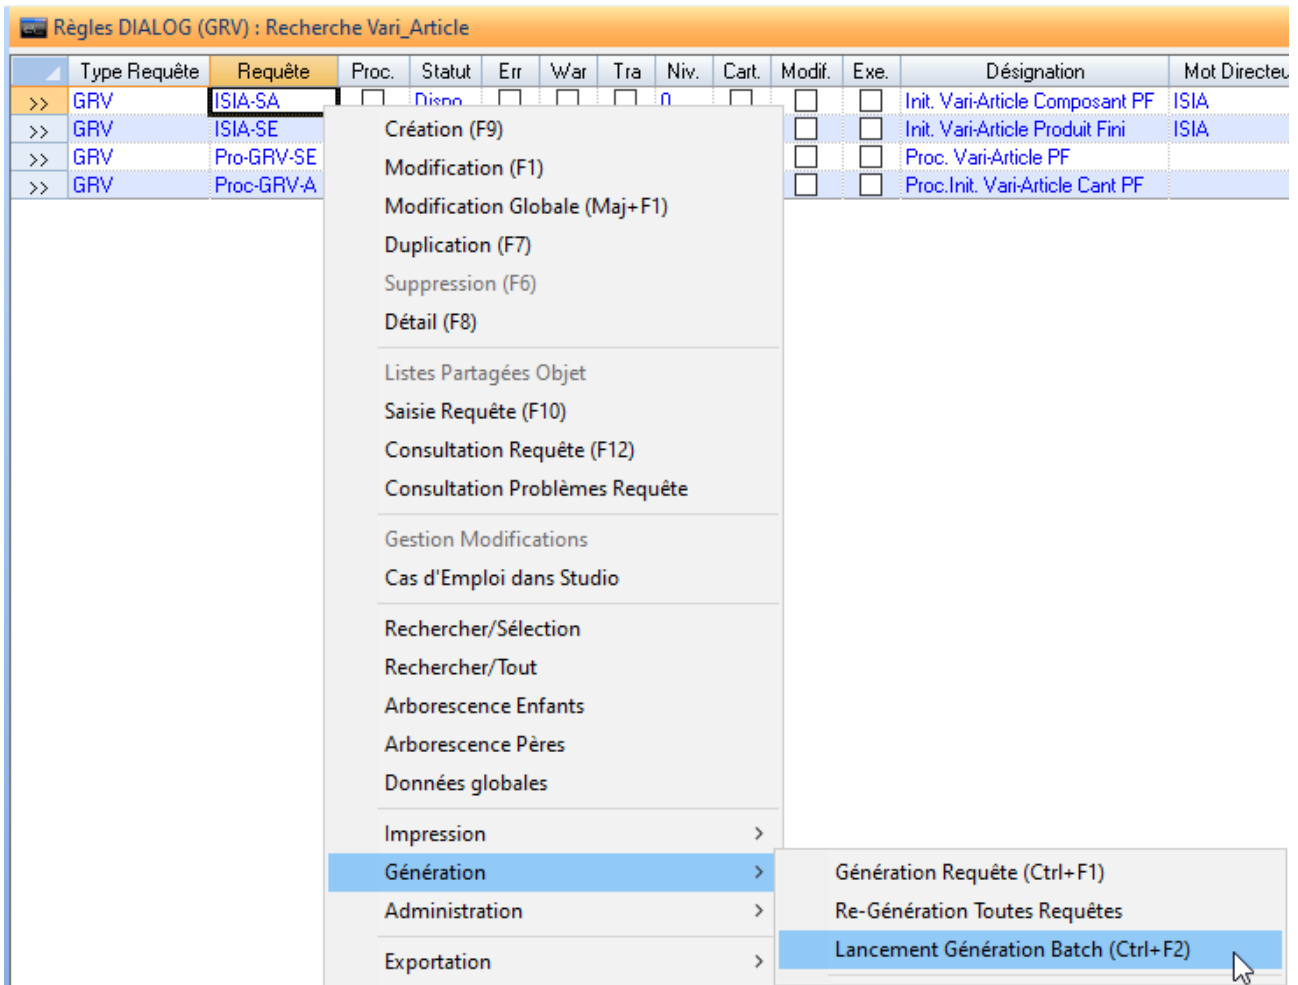 Règles DIALOG (GRV) : Recherche Vari_Article
Type Requête Requête Proc. Statut Err War Tra Niv. Cart. Modif. Exe. Désignation Mot Directeu
>> GRV ISIA-SA Dispo 0 Init. Vari-Article Composant PF ISIA
>> GRV ISIA-SE Init. Vari-Article Produit Fini ISIA
>> GRV Pro-GRV-SE Proc. Vari-Article PF
>> GRV Proc-GRV-A Proc.Init. Vari-Article Cant PF
Création (F9)
Modification (F1)
Modification Globale (Maj+F1)
Duplication (F7)
Suppression (F6)
Détail (F8)
Listes Partagées Objet
Saisie Requête (F10)
Consultation Requête (F12)
Consultation Problèmes Requête
Gestion Modifications
Cas d'Emploi dans Studio
Rechercher/Sélection
Rechercher/Tout
Arborescence Enfants
Arborescence Pères
Données globales
Impression >
Génération >
Administration >
Exportation >
Génération Requête (Ctrl+F1)
Re-Génération Toutes Requêtes
Lancement Génération Batch (Ctrl+F2)